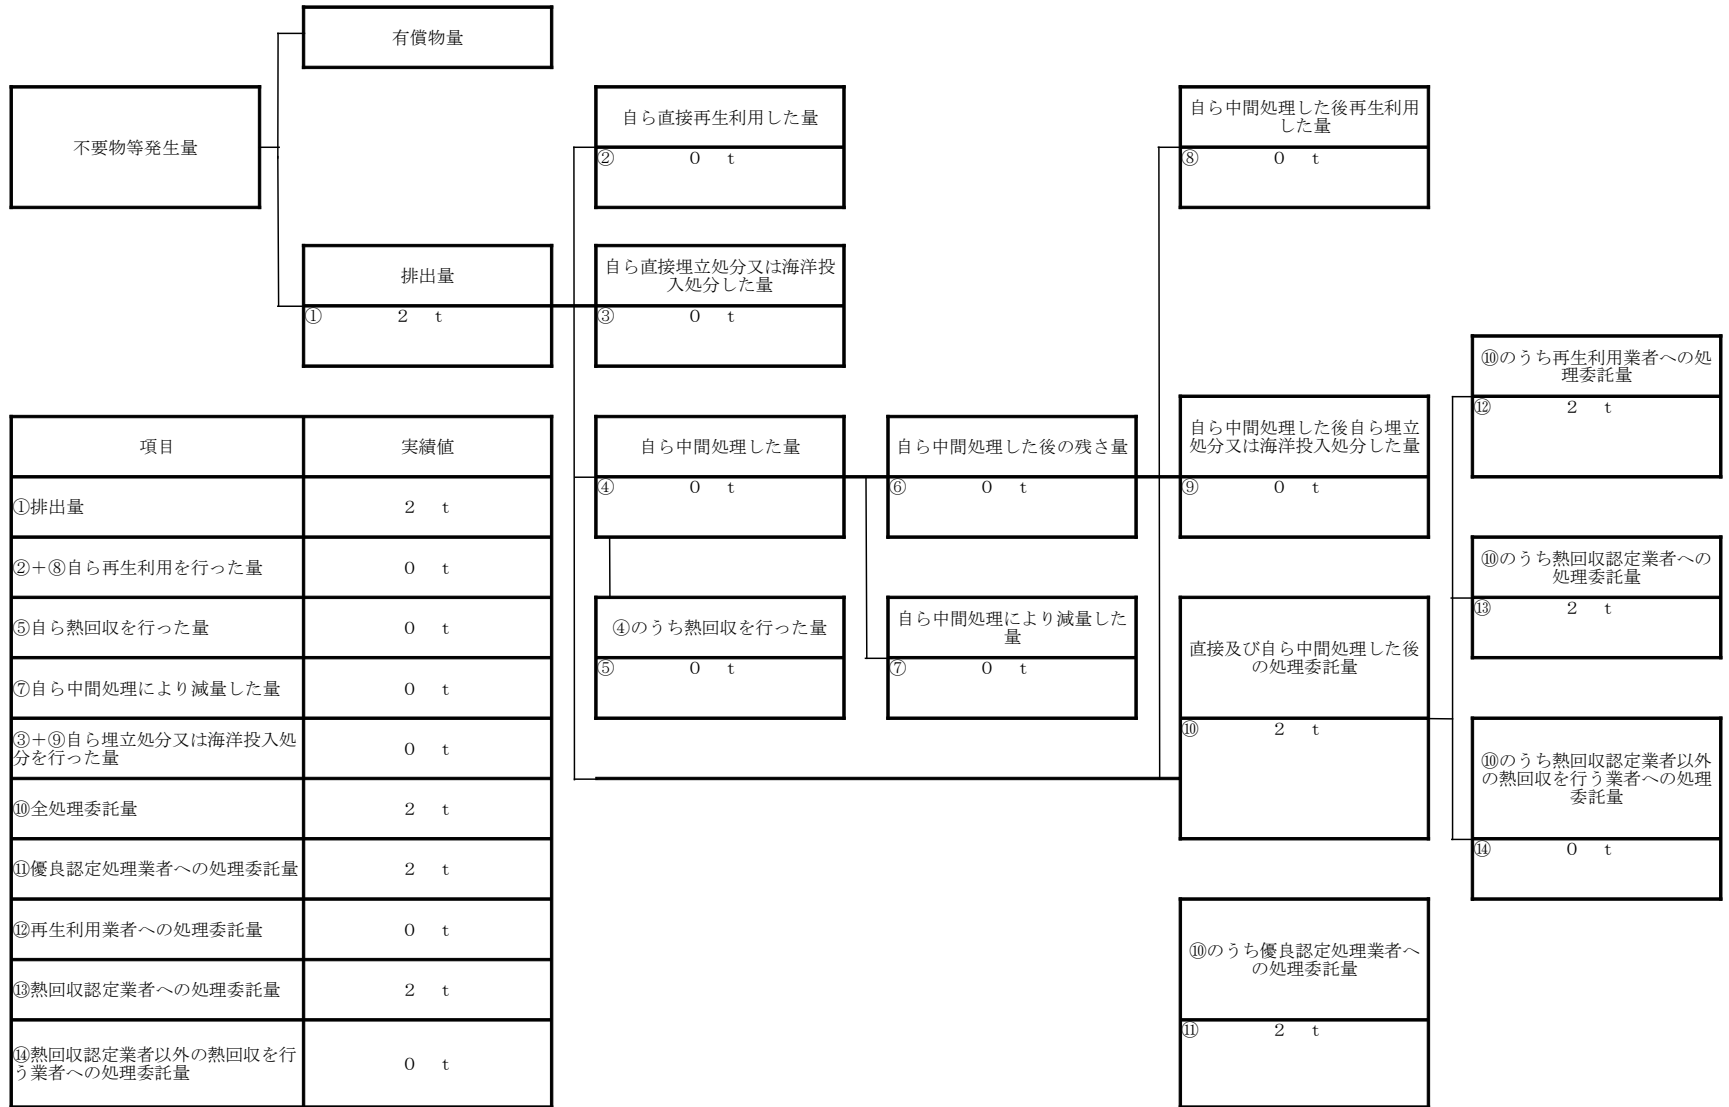 有償物量
不要物等発生量
自ら直接再生利用した量
② 0 t
自ら中間処理した後再生利用
した量
⑧ 0 t
排出量
① 2 t
自ら直接埋立処分又は海洋投
入処分した量
③ 0 t
⑩のうち再生利用業者への処
理委託量
⑫ 2 t
自ら中間処理した量
④ 0 t
自ら中間処理した後の残さ量
⑥ 0 t
自ら中間処理した後自ら埋立
処分又は海洋投入処分した量
⑨ 0 t
⑩のうち熱回収認定業者への
処理委託量
⑬ 2 t
④のうち熱回収を行った量
⑤ 0 t
自ら中間処理により減量した
量
⑦ 0 t
直接及び自ら中間処理した後
の処理委託量
⑩ 2 t
⑩のうち熱回収認定業者以外
の熱回収を行う業者への処理
委託量
⑭ 0 t
⑩のうち優良認定処理業者へ
の処理委託量
⑪ 2 t
項目 実績値
①排出量 2 t
②+⑧自ら再生利用を行った量 0 t
⑤自ら熱回収を行った量 0 t
⑦自ら中間処理により減量した量 0 t
③+⑨自ら埋立処分又は海洋投入処
分を行った量 0 t
⑩全処理委託量 2 t
⑪優良認定処理業者への処理委託量 2 t
⑫再生利用業者への処理委託量 0 t
⑬熱回収認定業者への処理委託量 2 t
⑭熱回収認定業者以外の熱回収を行
う業者への処理委託量 0 t